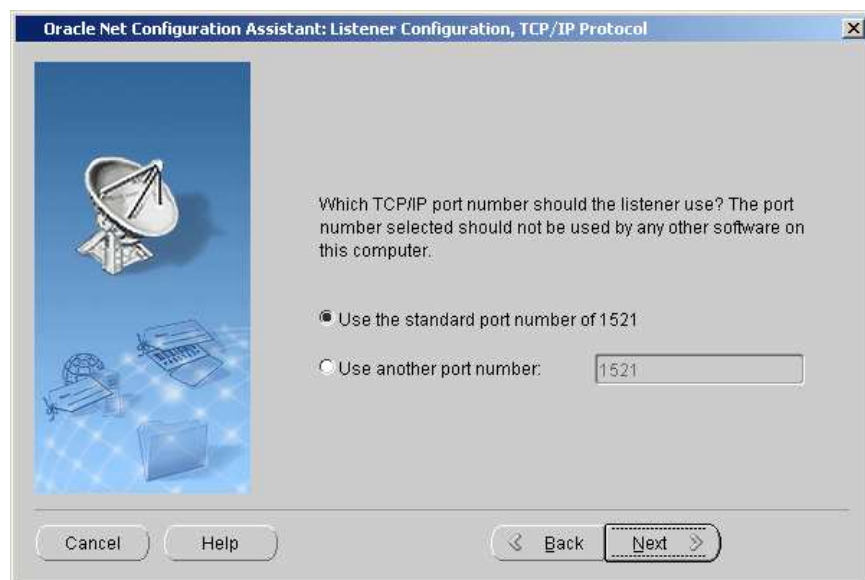 Oracle Net Configuration Assistant: Listener Configuration, TCP/IP Protocol
Which TCP/IP port number should the listener use? The port
number selected should not be used by any other software on
this computer.
Use the standard port number of 1521
Use another port number: 1521
Cancel Help Back Next